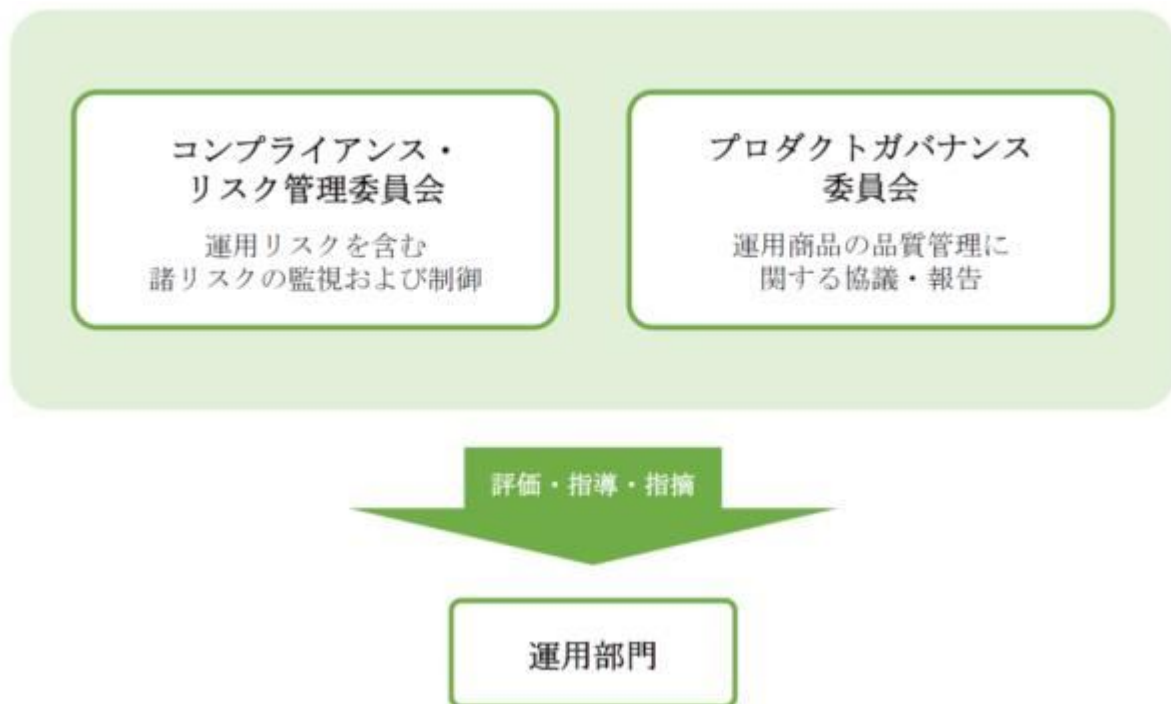 コンプライアンス・
リスク管理委員会
運用リスクを含む
諸リスクの監視および制御
プロダクトガバナンス
委員会
運用商品の品質管理に
関する協議・報告
評価・指導・指摘
運用部門